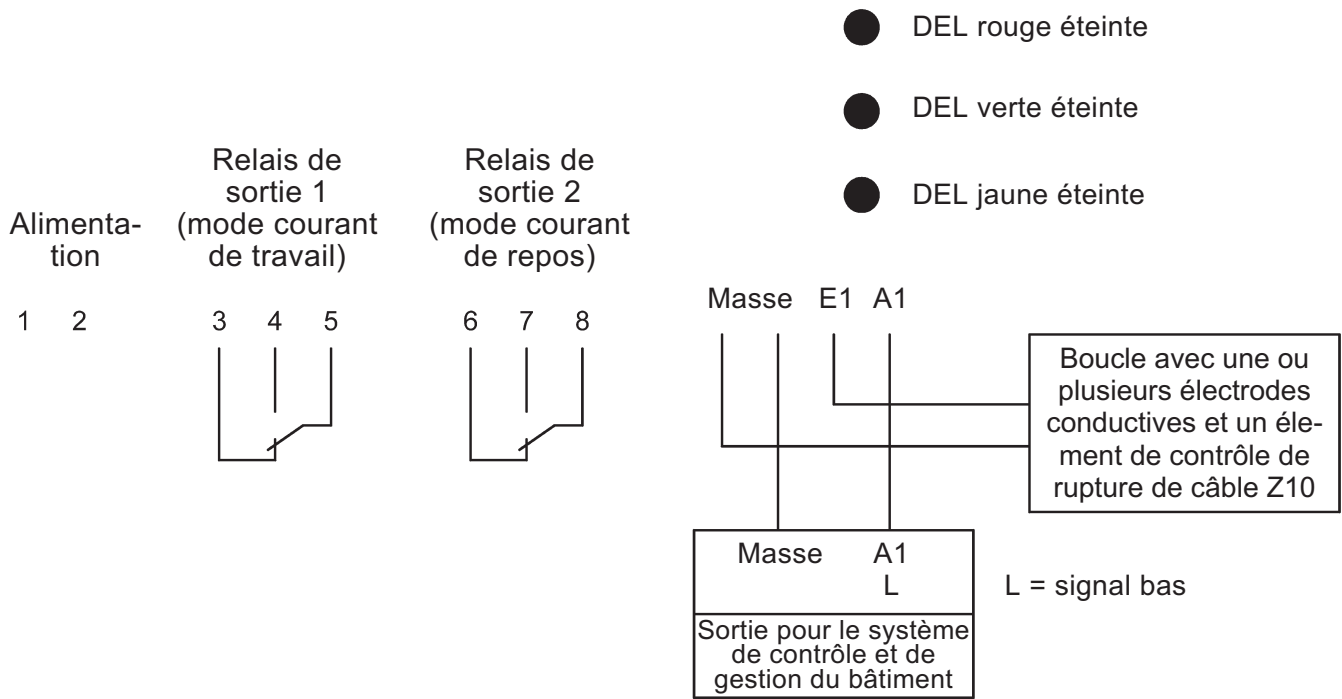 DEL rouge éteinte
DEL verte éteinte
DEL jaune éteinte
Alimenta-
tion
1 2
Relais de
sortie 1
(mode courant
de travail)
3 4 5
Relais de
sortie 2
(mode courant
de repos)
6 7 8
Masse E1 A1
Boucle avec une ou
plusieurs électrodes
conductives et un éle-
ment de contrôle de
rupture de câble Z10
Masse A1
L
L = signal bas
Sortie pour le système
de contrôle et de
gestion du bâtiment